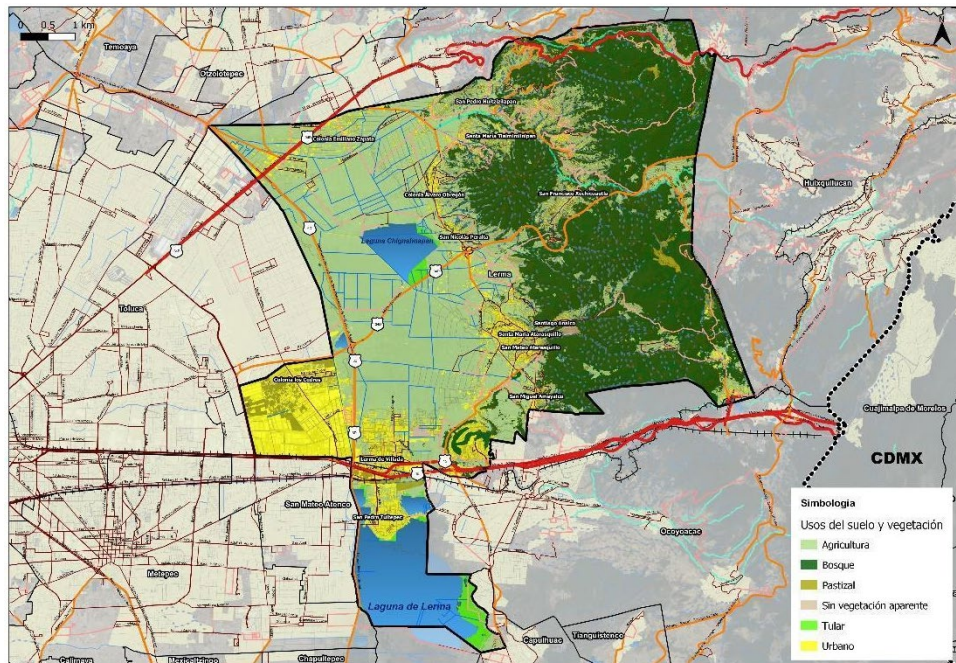 0 0.5 1 km
N
Temoaya
Otzolotepec
San Pedro Huitzizilapan
Colonia Emiliano Zapata
Santa María Tlalmimilolpan
Huixquilucan
Colonia Álvaro Obregón
San Francisco Xochicuautla
San Nicolás Peralta
Laguna Chignahuapan
Lerma
Toluca
Santiago Analco
Santa María Atarasquillo
San Mateo Atarasquillo
Colonia los Cedros
San Miguel Ameyalco
Cuajimalpa de Morelos
CDMX
Lerma de Villada
San Mateo Atenco
San Pedro Tultepec
Ocoyoacac
Metepec
Laguna de Lerma
Capulhuac
Tianguistenco
Calimaya
Mexicaltzingo
Chapultepec
Simbología
Usos del suelo y vegetación
Agricultura
Bosque
Pastizal
Sin vegetación aparente
Tular
Urbano